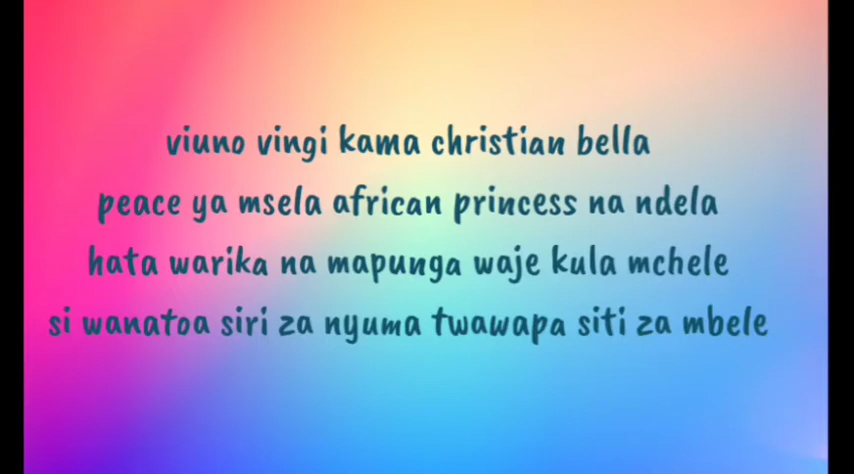 viuno vingi kama christian bella
peace ya msela african princess na ndela
hata warika na mapunga waje kula mchele
si wanatoa siri za nyuma twawapa siti za mbele